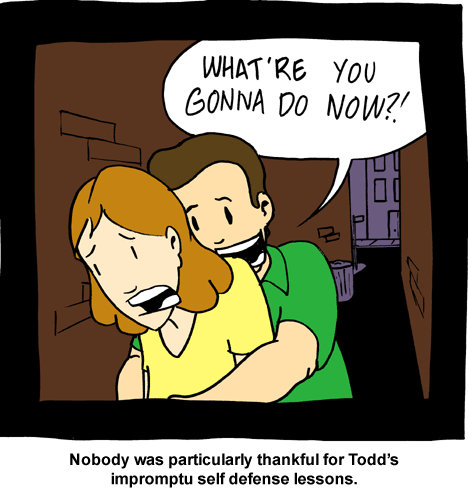 WHAT'RE YOU
GONNA DO NOW?!
Nobody was particularly thankful for Todd's
impromptu self defense lessons.